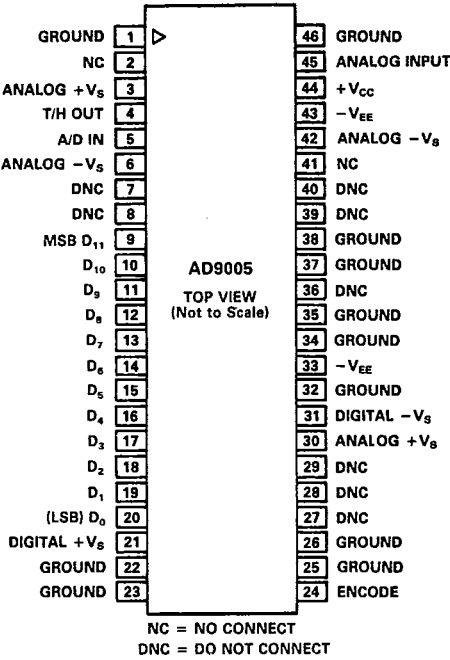 GROUND 1 46 GROUND
NC 2 45 ANALOG INPUT
ANALOG +VS 3 44 +VCC
T/H OUT 4 43 −VEE
A/D IN 5 42 ANALOG −VS
ANALOG −VS 6 41 NC
DNC 7 40 DNC
DNC 8 39 DNC
MSB D11 9 38 GROUND
D10 10 37 GROUND
D9 11 36 DNC
D8 12 35 GROUND
D7 13 34 GROUND
D6 14 33 −VEE
D5 15 32 GROUND
D4 16 31 DIGITAL −VS
D3 17 30 ANALOG +VS
D2 18 29 DNC
D1 19 28 DNC
(LSB) D0 20 27 DNC
DIGITAL +VS 21 26 GROUND
GROUND 22 25 GROUND
GROUND 23 24 ENCODE
AD9005
TOP VIEW
(Not to Scale)
NC = NO CONNECT
DNC = DO NOT CONNECT